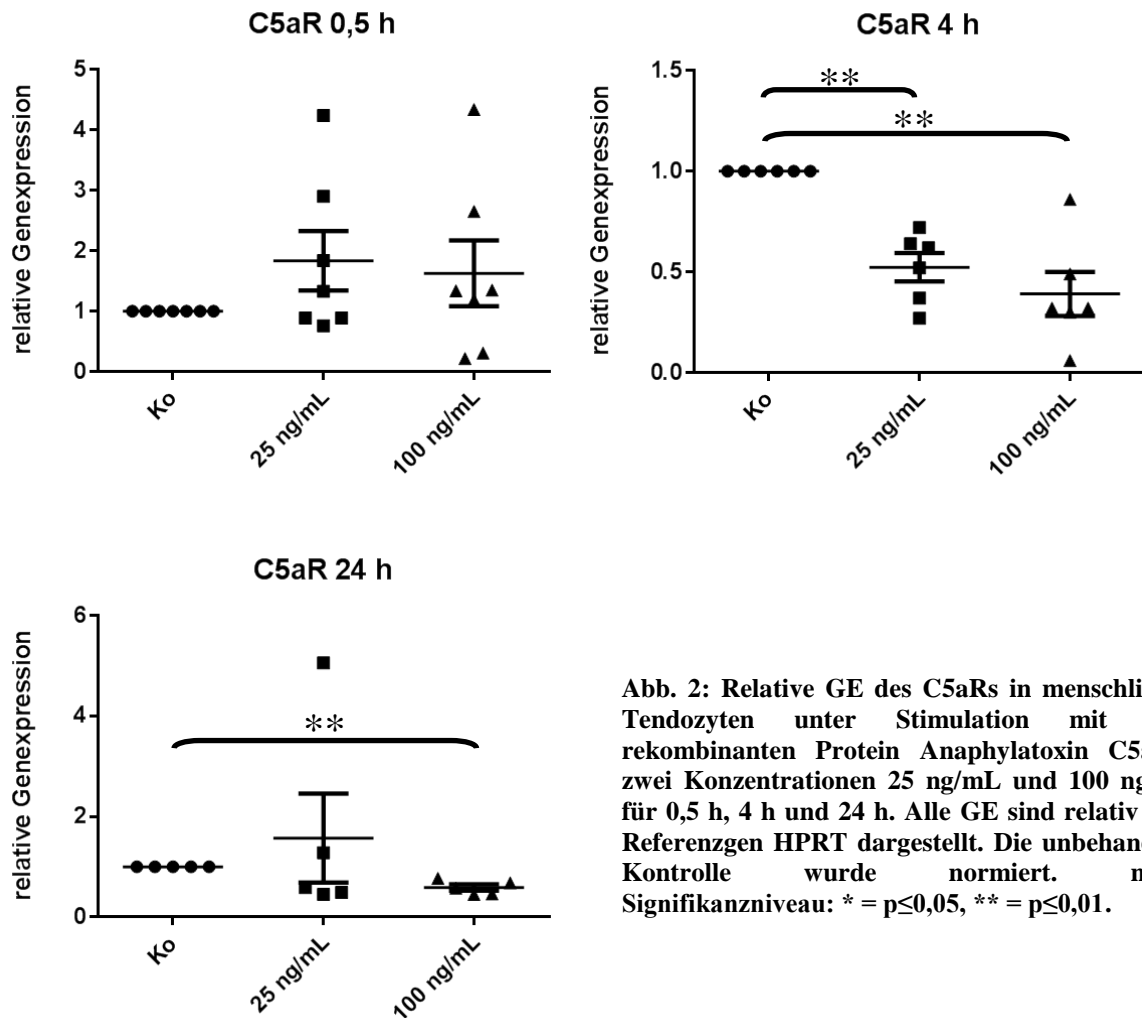 C5aR 0,5 h
relative Genexpression
5
4
3
2
1
0
Ko
25 ng/mL
100 ng/mL
C5aR 4 h
relative Genexpression
1.5
1.0
0.5
0.0
**
**
Ko
25 ng/mL
100 ng/mL
C5aR 24 h
relative Genexpression
6
4
2
0
**
Ko
25 ng/mL
100 ng/mL
Abb. 2: Relative GE des C5aRs in menschli
Tendozyten unter Stimulation mit
rekombinanten Protein Anaphylatoxin C5a
zwei Konzentrationen 25 ng/mL und 100 ng
für 0,5 h, 4 h und 24 h. Alle GE sind relativ
Referenzgen HPRT dargestellt. Die unbehan
Kontrolle wurde normiert. n
Signifikanzniveau: * = p≤0,05, ** = p≤0,01.